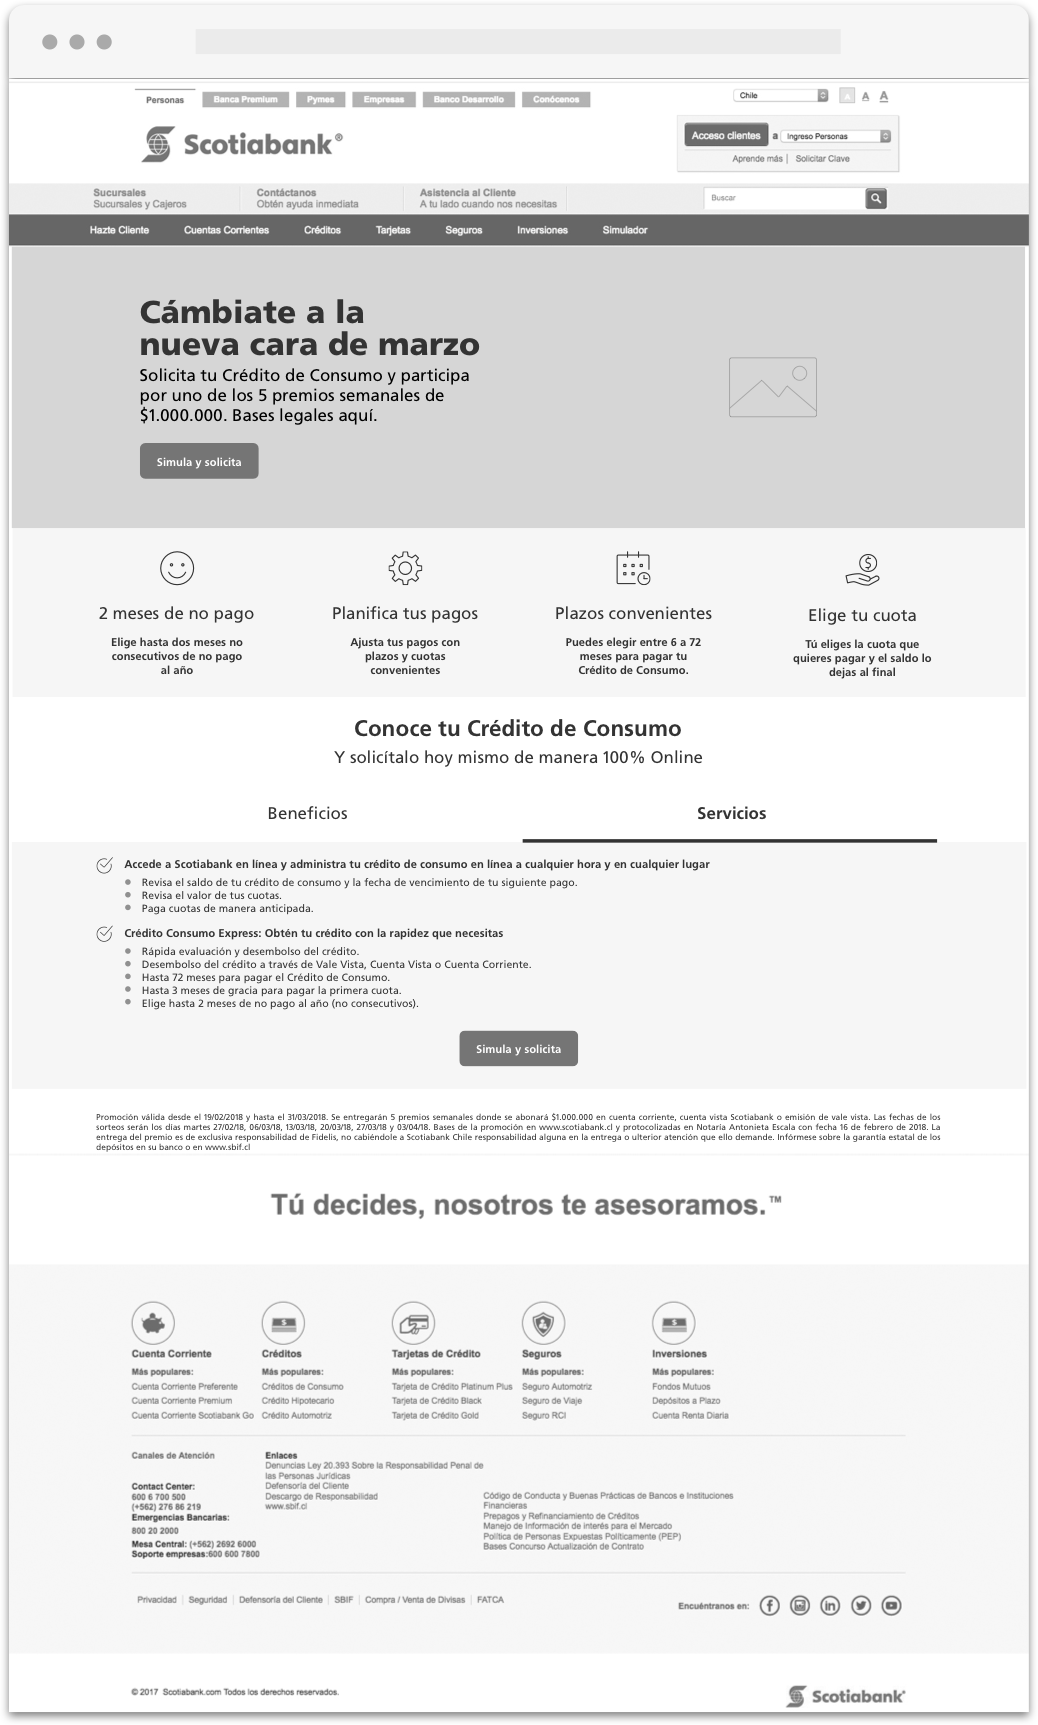 Personas
Banca Premium
Pymes
Empresas
Banco Desarrollo
Conócenos
Chile
A
A
A
Scotiabank®
Acceso clientes
a
Ingreso Personas
Aprende más | Solicitar Clave
Sucursales
Sucursales y Cajeros
Contáctanos
Obtén ayuda inmediata
Asistencia al Cliente
A tu lado cuando nos necesitas
Buscar
Hazte Cliente
Cuentas Corrientes
Créditos
Tarjetas
Seguros
Inversiones
Simulador
Cámbiate a la
nueva cara de marzo
Solicita tu Crédito de Consumo y participa
por uno de los 5 premios semanales de
$1.000.000. Bases legales aquí.
Simula y solicita
2 meses de no pago
Elige hasta dos meses no
consecutivos de no pago
al año
Planifica tus pagos
Ajusta tus pagos con
plazos y cuotas
convenientes
Plazos convenientes
Puedes elegir entre 6 a 72
meses para pagar tu
Crédito de Consumo.
$
Elige tu cuota
Tú eliges la cuota que
quieres pagar y el saldo lo
dejas al final
Conoce tu Crédito de Consumo
Y solicítalo hoy mismo de manera 100% Online
Beneficios
Servicios
Accede a Scotiabank en línea y administra tu crédito de consumo en línea a cualquier hora y en cualquier lugar
Revisa el saldo de tu crédito de consumo y la fecha de vencimiento de tu siguiente pago.
Revisa el valor de tus cuotas.
Paga cuotas de manera anticipada.
Crédito Consumo Express: Obtén tu crédito con la rapidez que necesitas
Rápida evaluación y desembolso del crédito.
Desembolso del crédito a través de Vale Vista, Cuenta Vista o Cuenta Corriente.
Hasta 72 meses para pagar el Crédito de Consumo.
Hasta 3 meses de gracia para pagar la primera cuota.
Elige hasta 2 meses de no pago al año (no consecutivos).
Simula y solicita
Promoción válida desde el 19/02/2018 y hasta el 31/03/2018. Se entregarán 5 premios semanales donde se abonará $1.000.000 en cuenta corriente, cuenta vista Scotiabank o emisión de vale vista. Las fechas de los
sorteos serán los días martes 27/02/18, 06/03/18, 13/03/18, 20/03/18, 27/03/18 y 03/04/18. Bases de la promoción en www.scotiabank.cl y protocolizadas en Notaría Antonieta Escala con fecha 16 de febrero de 2018. La
entrega del premio es de exclusiva responsabilidad de Fidelis, no cabiéndole a Scotiabank Chile responsabilidad alguna en la entrega o ulterior atención que ello demande. Infórmese sobre la garantía estatal de los
depósitos en su banco o en www.sbif.cl
Tú decides, nosotros te asesoramos.™
Cuenta Corriente
Más populares:
Cuenta Corriente Preferente
Cuenta Corriente Premium
Cuenta Corriente Scotiabank Go
$
Créditos
Más populares:
Créditos de Consumo
Crédito Hipotecario
Crédito Automotriz
Tarjetas de Crédito
Más populares:
Tarjeta de Crédito Platinum Plus
Tarjeta de Crédito Black
Tarjeta de Crédito Gold
Seguros
Más populares:
Seguro Automotriz
Seguro de Viaje
Seguro RCI
$
Inversiones
Más populares:
Fondos Mutuos
Depósitos a Plazo
Cuenta Renta Diaria
Canales de Atención
Contact Center:
600 6 700 500
(+562) 276 86 219
Emergencias Bancarias:
800 20 2000
Mesa Central: (+562) 2692 6000
Soporte empresas:600 600 7800
Enlaces
Denuncias Ley 20.393 Sobre la Responsabilidad Penal de
las Personas Jurídicas
Defensoría del Cliente
Descargo de Responsabilidad
www.sbif.cl
Código de Conducta y Buenas Prácticas de Bancos e Instituciones
Financieras
Prepagos y Refinanciamiento de Créditos
Manejo de Información de interés para el Mercado
Política de Personas Expuestas Políticamente (PEP)
Bases Concurso Actualización de Contrato
Privacidad | Seguridad | Defensoría del Cliente | SBIF | Compra / Venta de Divisas | FATCA
Encuéntranos en:
© 2017 Scotiabank.com Todos los derechos reservados.
Scotiabank®